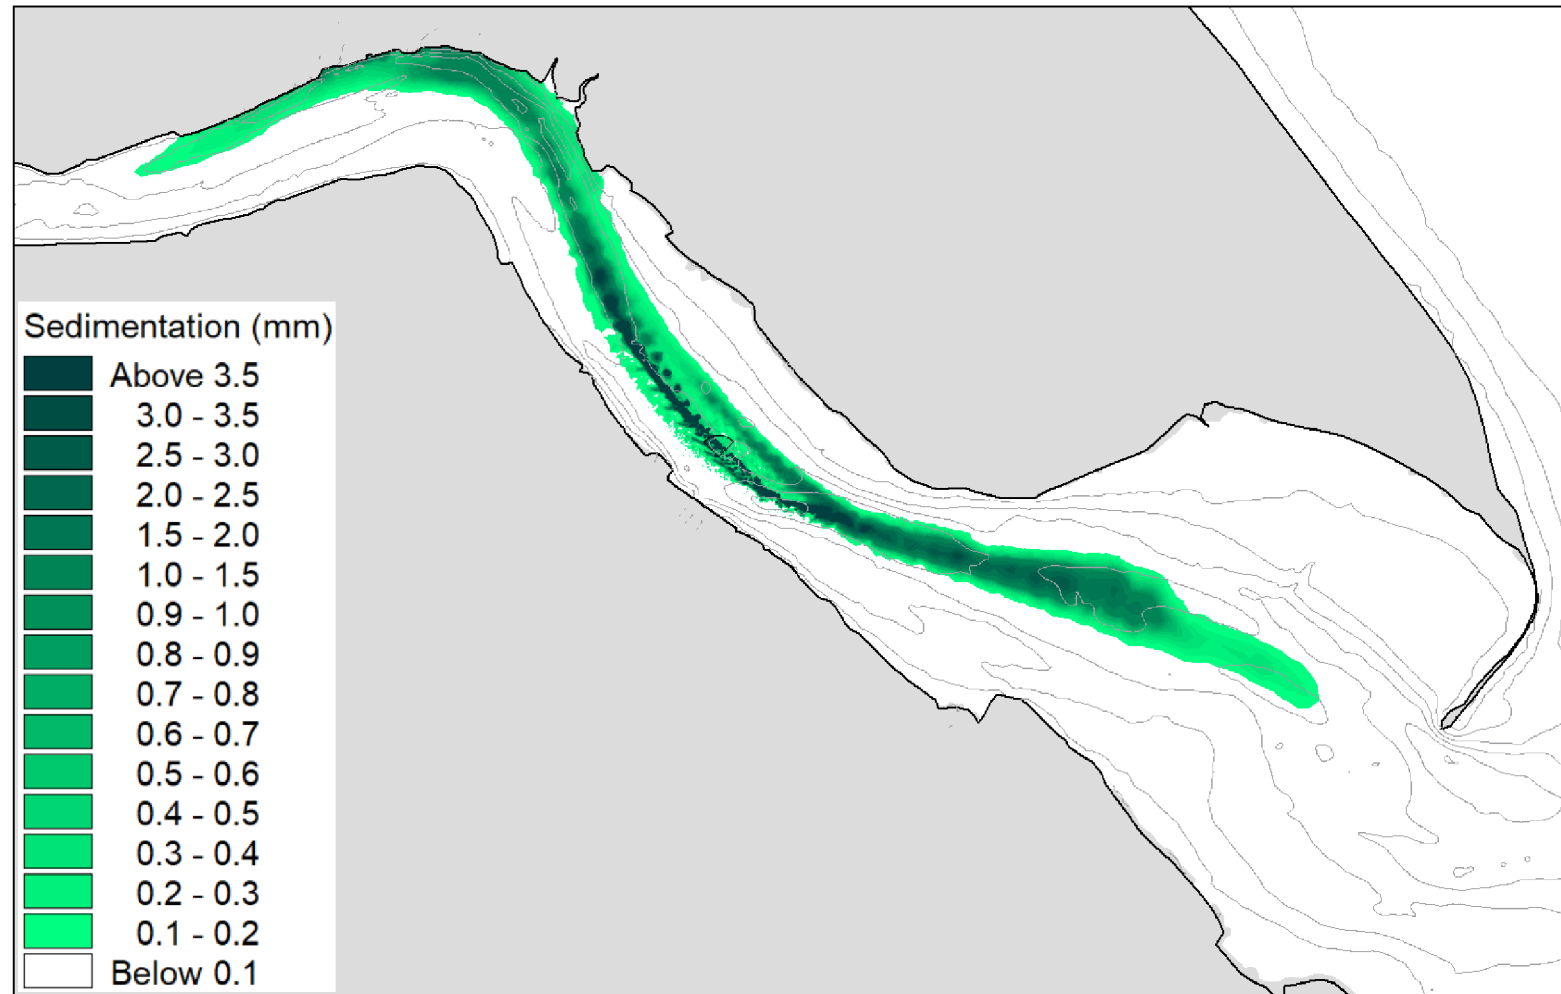 Sedimentation (mm)
Above 3.5
3.0 - 3.5
2.5 - 3.0
2.0 - 2.5
1.5 - 2.0
1.0 - 1.5
0.9 - 1.0
0.8 - 0.9
0.7 - 0.8
0.6 - 0.7
0.5 - 0.6
0.4 - 0.5
0.3 - 0.4
0.2 - 0.3
0.1 - 0.2
Below 0.1